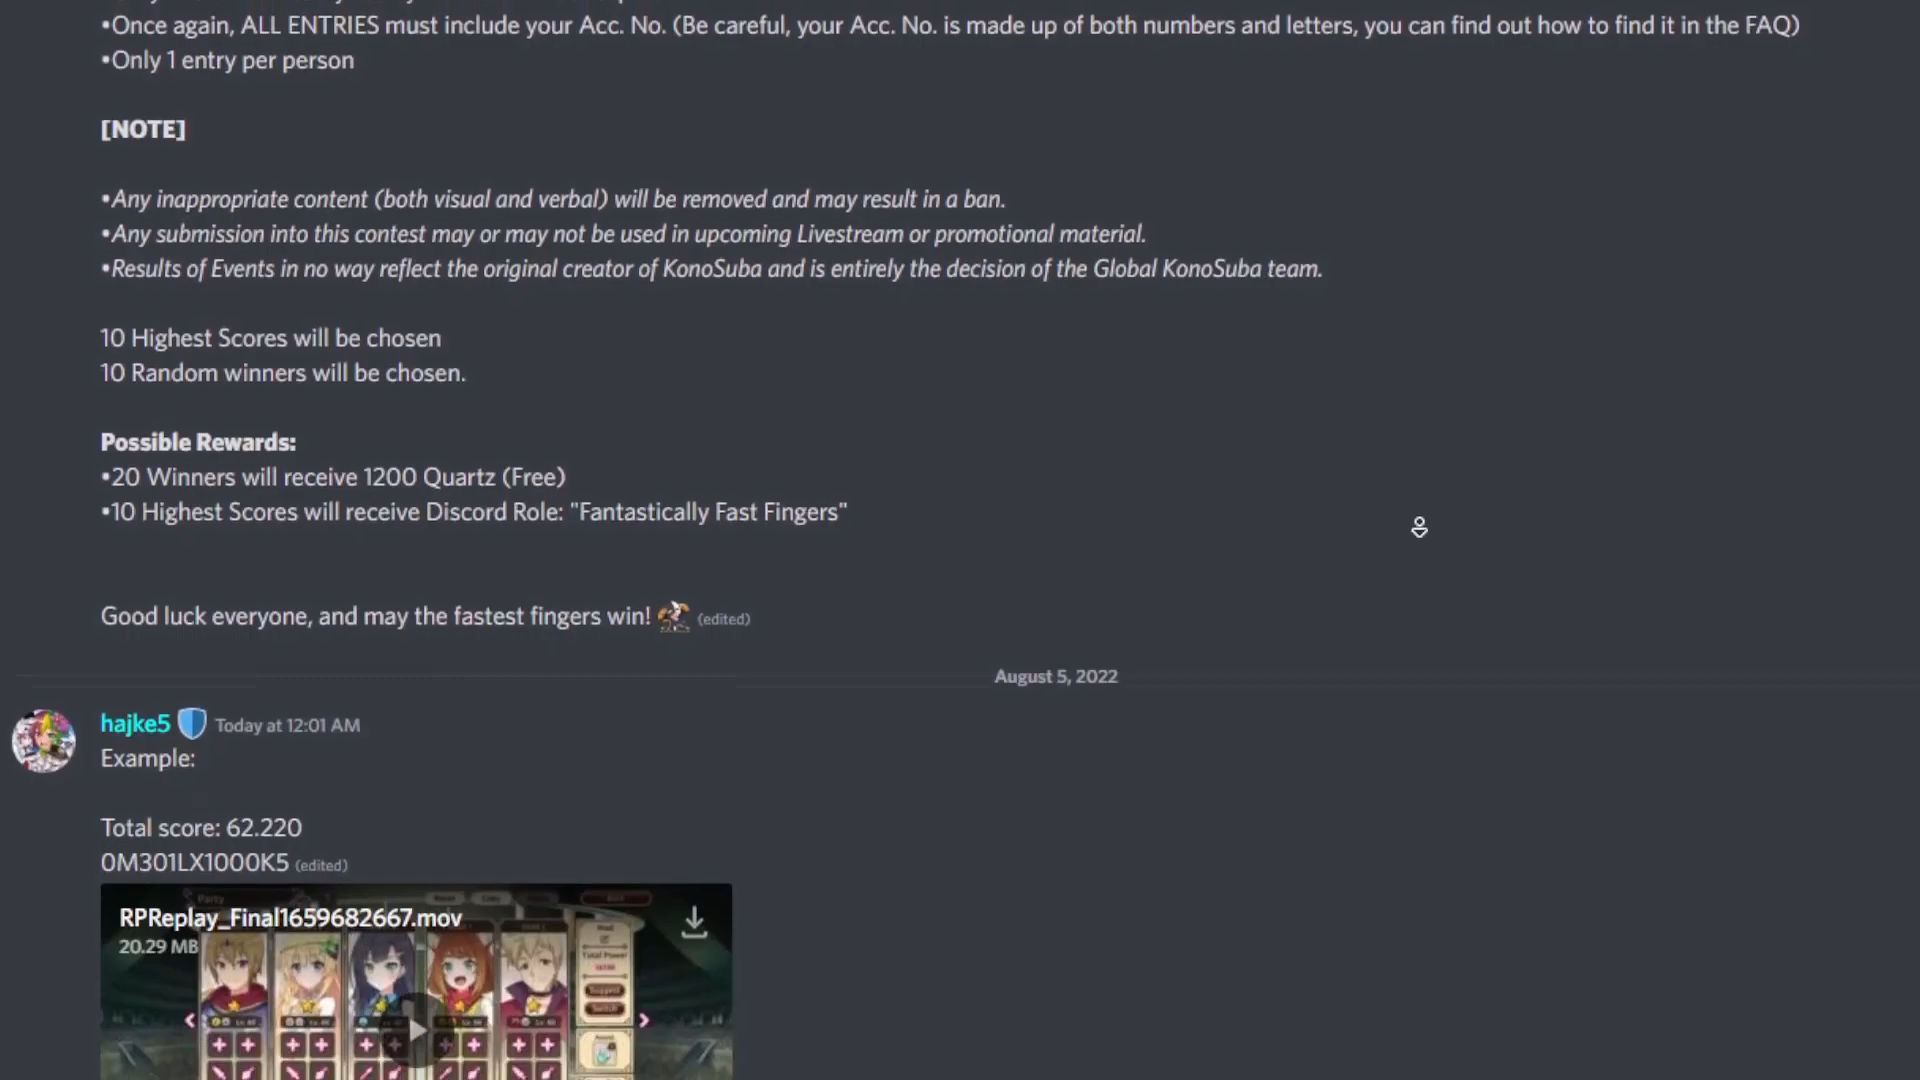 •Once again, ALL ENTRIES must include your Acc. No. (Be careful, your Acc. No. is made up of both numbers and letters, you can find out how to find it in the FAQ)
•Only 1 entry per person
[NOTE]
•Any inappropriate content (both visual and verbal) will be removed and may result in a ban.
•Any submission into this contest may or may not be used in upcoming Livestream or promotional material.
•Results of Events in no way reflect the original creator of KonoSuba and is entirely the decision of the Global KonoSuba team.
10 Highest Scores will be chosen
10 Random winners will be chosen.
Possible Rewards:
•20 Winners will receive 1200 Quartz (Free)
•10 Highest Scores will receive Discord Role: "Fantastically Fast Fingers"
Good luck everyone, and may the fastest fingers win! (edited)
August 5, 2022
hajke5 Today at 12:01 AM
Example:
Total score: 62.220
0M301LX1000K5 (edited)
Party
RPReplay_Final1659682667.mov
20.29 MB
Total Power